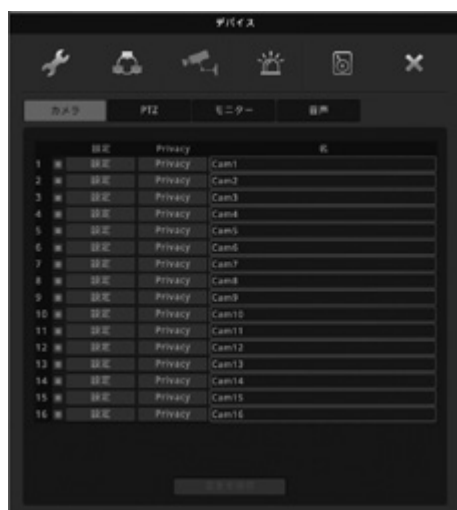 デバイス
カメラ PTZ モニター 音声
設定 Privacy 名
1 設定 Privacy Cam1
2 設定 Privacy Cam2
3 設定 Privacy Cam3
4 設定 Privacy Cam4
5 設定 Privacy Cam5
6 設定 Privacy Cam6
7 設定 Privacy Cam7
8 設定 Privacy Cam8
9 設定 Privacy Cam9
10 設定 Privacy Cam10
11 設定 Privacy Cam11
12 設定 Privacy Cam12
13 設定 Privacy Cam13
14 設定 Privacy Cam14
15 設定 Privacy Cam15
16 設定 Privacy Cam16